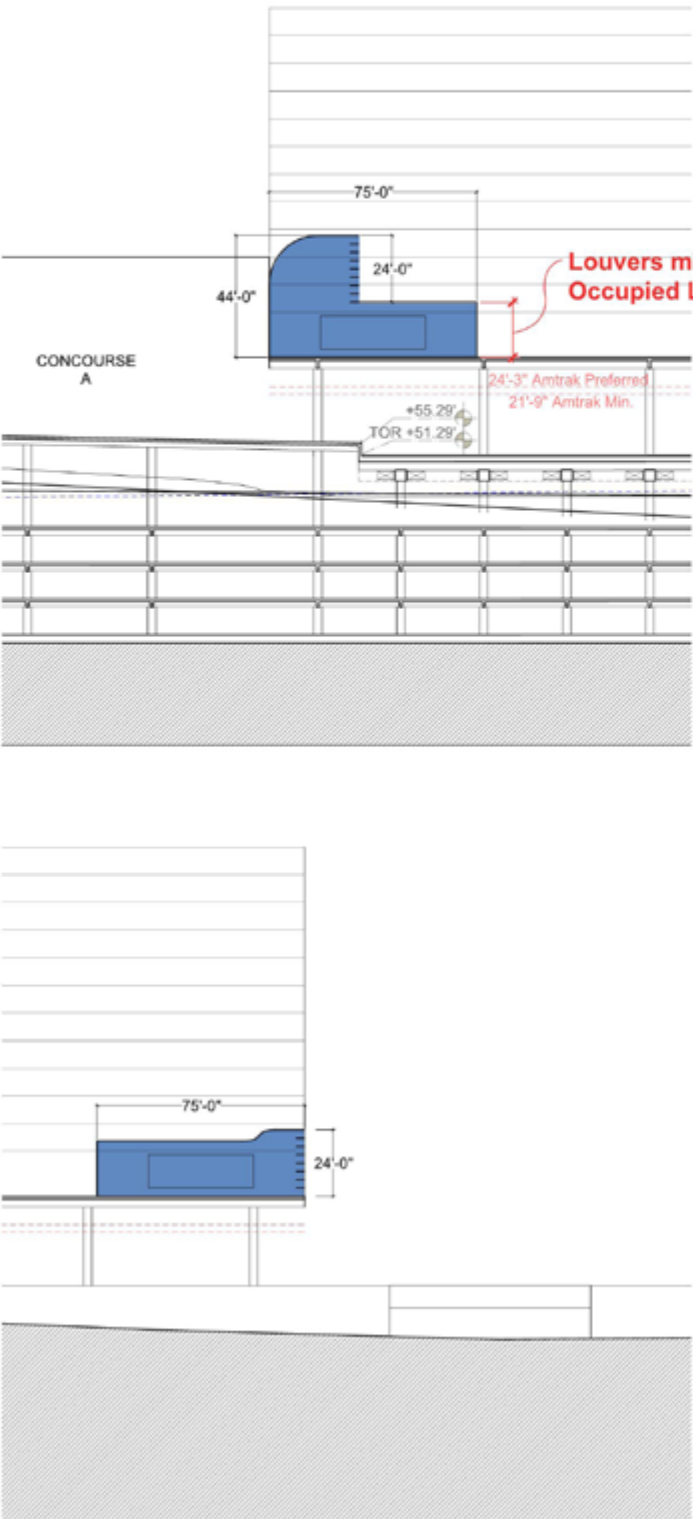 75'-0"
24'-0"
44'-0"
Louvers m
Occupied L
CONCOURSE
A
24'-3" Amtrak Preferred
21'-9" Amtrak Min.
+55.29'
TOR +51.29'
75'-0"
24'-0"